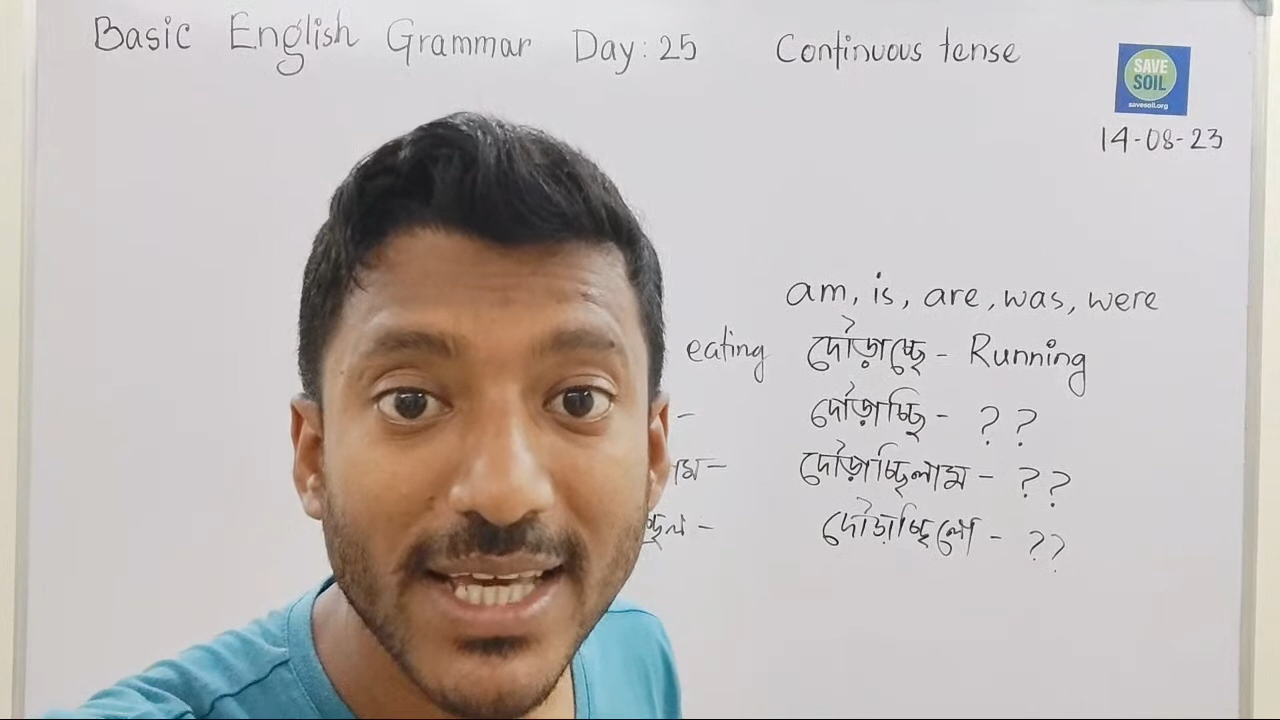 Basic English Grammar Day: 25 Continuous tense
SAVE
SOIL
savesoil.org
14-08-23
am, is, are, was, were
eating দৌড়াচ্ছে - Running
- দৌড়াচ্ছি - ??
াম- দৌড়াচ্ছিলাম - ??
- দৌড়াচ্ছিলো - ??